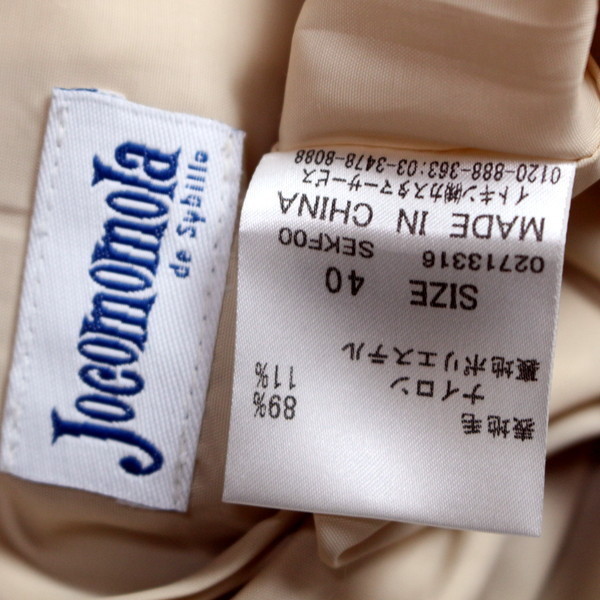 Jocomomola
de Sybilla
表地毛 89%
ナイロン 11%
裏地ポリエステル
SIZE 40
02713316 SEKF00
MADE IN CHINA
イトキン㈱カスタマーサービス
0120-888-363:03-3478-8088